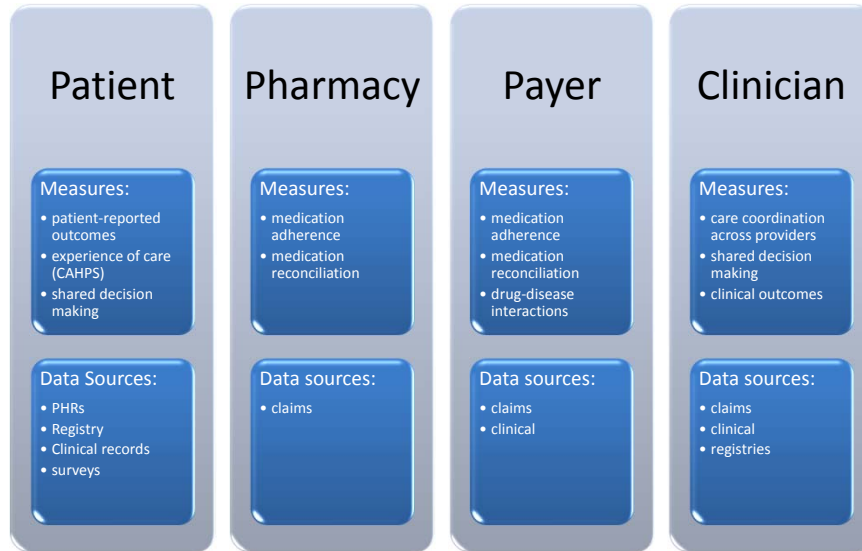 Patient
Measures:
• patient-reported
outcomes
• experience of care
(CAHPS)
• shared decision
making
Data Sources:
• PHRs
• Registry
• Clinical records
• surveys
Pharmacy
Measures:
• medication
adherence
• medication
reconciliation
Data sources:
• claims
Payer
Measures:
• medication
adherence
• medication
reconciliation
• drug-disease
interactions
Data sources:
• claims
• clinical
Clinician
Measures:
• care coordination
across providers
• shared decision
making
• clinical outcomes
Data sources:
• claims
• clinical
• registries